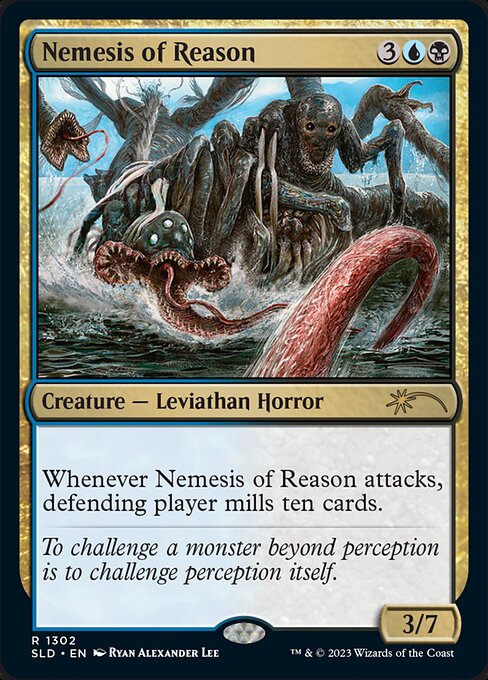 Nemesis of Reason 3
Creature — Leviathan Horror
Whenever Nemesis of Reason attacks,
defending player mills ten cards.
To challenge a monster beyond perception
is to challenge perception itself.
3/7
R 1302
SLD • EN Ryan Alexander Lee ™ & © 2023 Wizards of the Coast